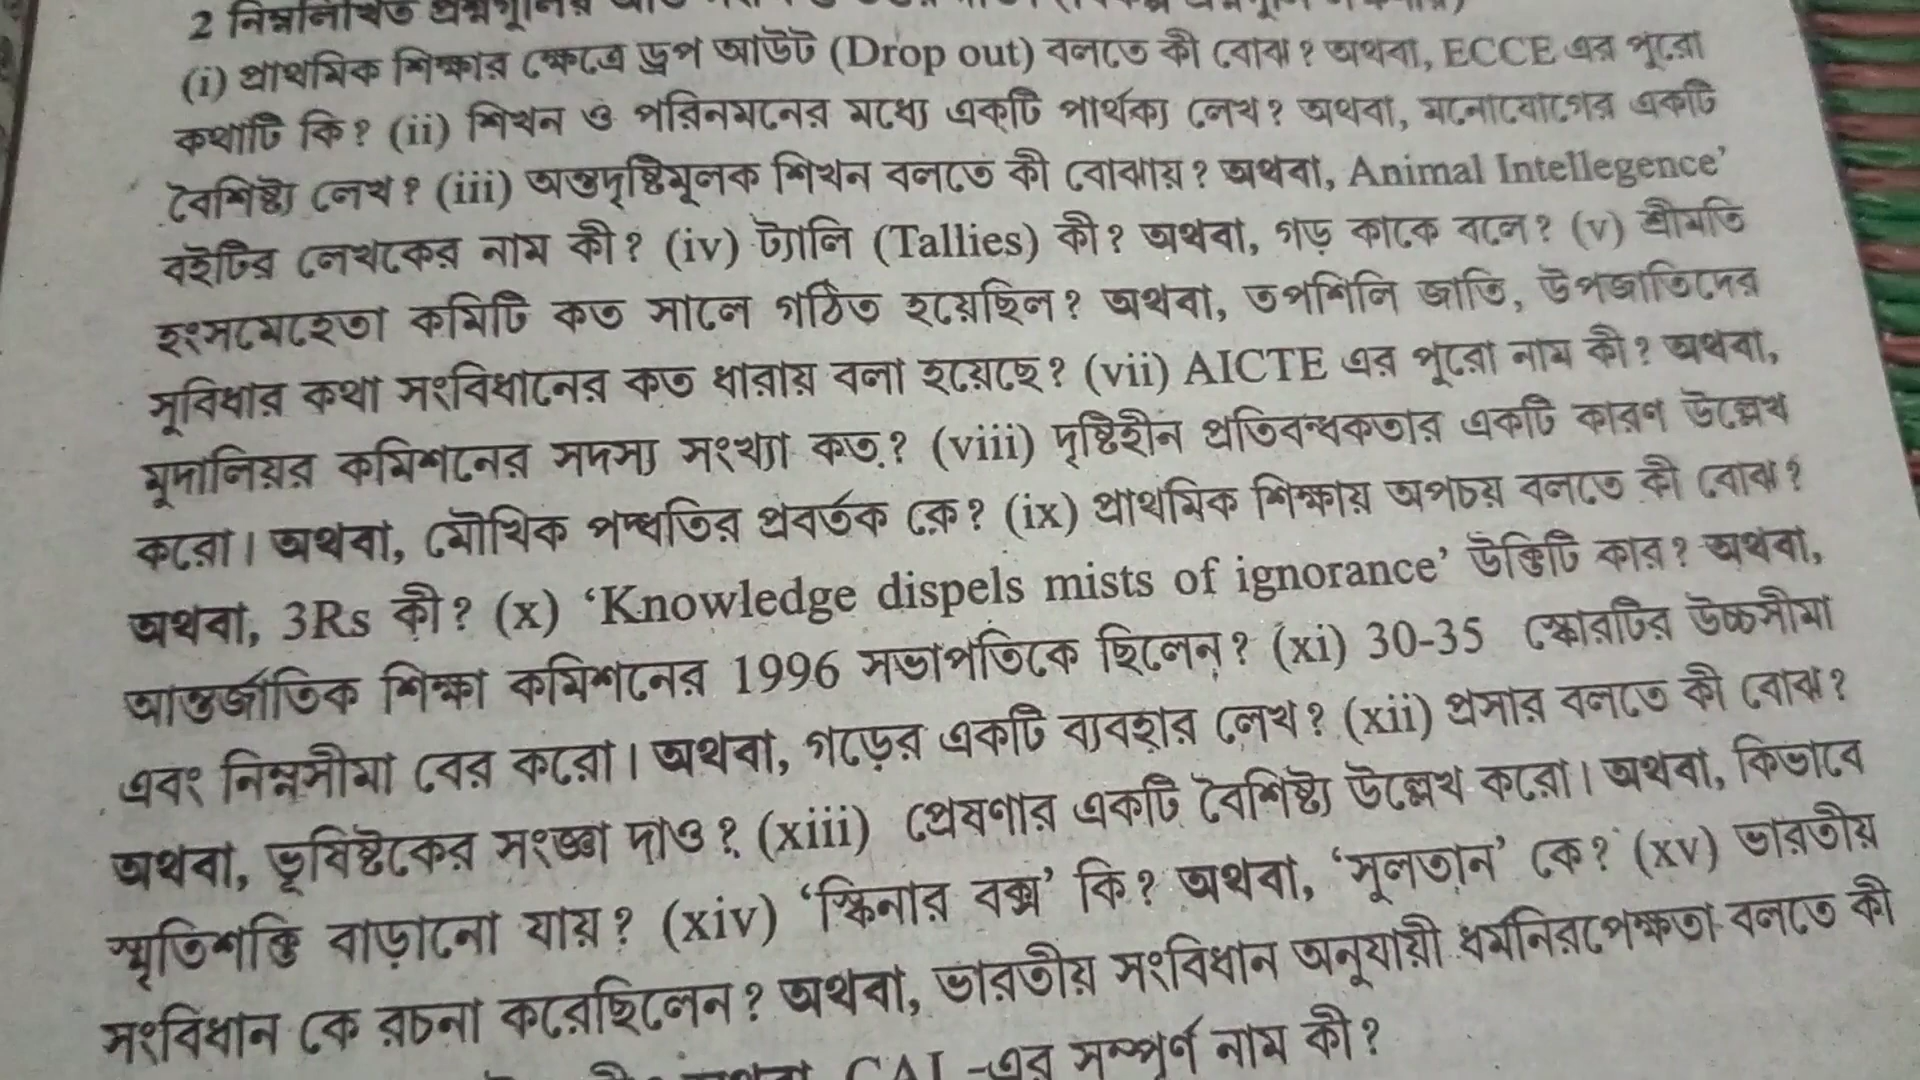 2 নিম্নলিখিত প্রশ্নগুলির
(i) প্রাথমিক শিক্ষার ক্ষেত্রে ড্রপ আউট (Drop out) বলতে কী বোঝ? অথবা, ECCE এর পুরো
কথাটি কি? (ii) শিখন ও পরিনমনের মধ্যে একটি পার্থক্য লেখ? অথবা, মনোযোগের একটি
বৈশিষ্ট্য লেখ? (iii) অন্তদৃষ্টিমূলক শিখন বলতে কী বোঝায়? অথবা, Animal Intellegence'
বইটির লেখকের নাম কী? (iv) ট্যালি (Tallies) কী? অথবা, গড় কাকে বলে? (v) শ্রীমতি
হংসমেহেতা কমিটি কত সালে গঠিত হয়েছিল? অথবা, তপশিলি জাতি, উপজাতিদের
সুবিধার কথা সংবিধানের কত ধারায় বলা হয়েছে? (vii) AICTE এর পুরো নাম কী? অথবা,
মুদালিয়র কমিশনের সদস্য সংখ্যা কত? (viii) দৃষ্টিহীন প্রতিবন্ধকতার একটি কারণ উল্লেখ
করো। অথবা, মৌখিক পদ্ধতির প্রবর্তক কে? (ix) প্রাথমিক শিক্ষায় অপচয় বলতে কী বোঝ?
অথবা, 3Rs কী? (x) 'Knowledge dispels mists of ignorance' উক্তিটি কার? অথবা,
আন্তর্জাতিক শিক্ষা কমিশনের 1996 সভাপতিকে ছিলেন? (xi) 30-35 স্কোরটির উচ্চসীমা
এবং নিম্নসীমা বের করো। অথবা, গড়ের একটি ব্যবহার লেখ? (xii) প্রসার বলতে কী বোঝ?
অথবা, ভূষিষ্টকের সংজ্ঞা দাও? (xiii) প্রেষণার একটি বৈশিষ্ট্য উল্লেখ করো। অথবা, কিভাবে
স্মৃতিশক্তি বাড়ানো যায়? (xiv) 'স্কিনার বক্স' কি? অথবা, 'সুলতান' কে? (xv) ভারতীয়
সংবিধান কে রচনা করেছিলেন? অথবা, ভারতীয় সংবিধান অনুযায়ী ধর্মনিরপেক্ষতা বলতে কী
অথবা CAI -এর সম্পূর্ণ নাম কী?